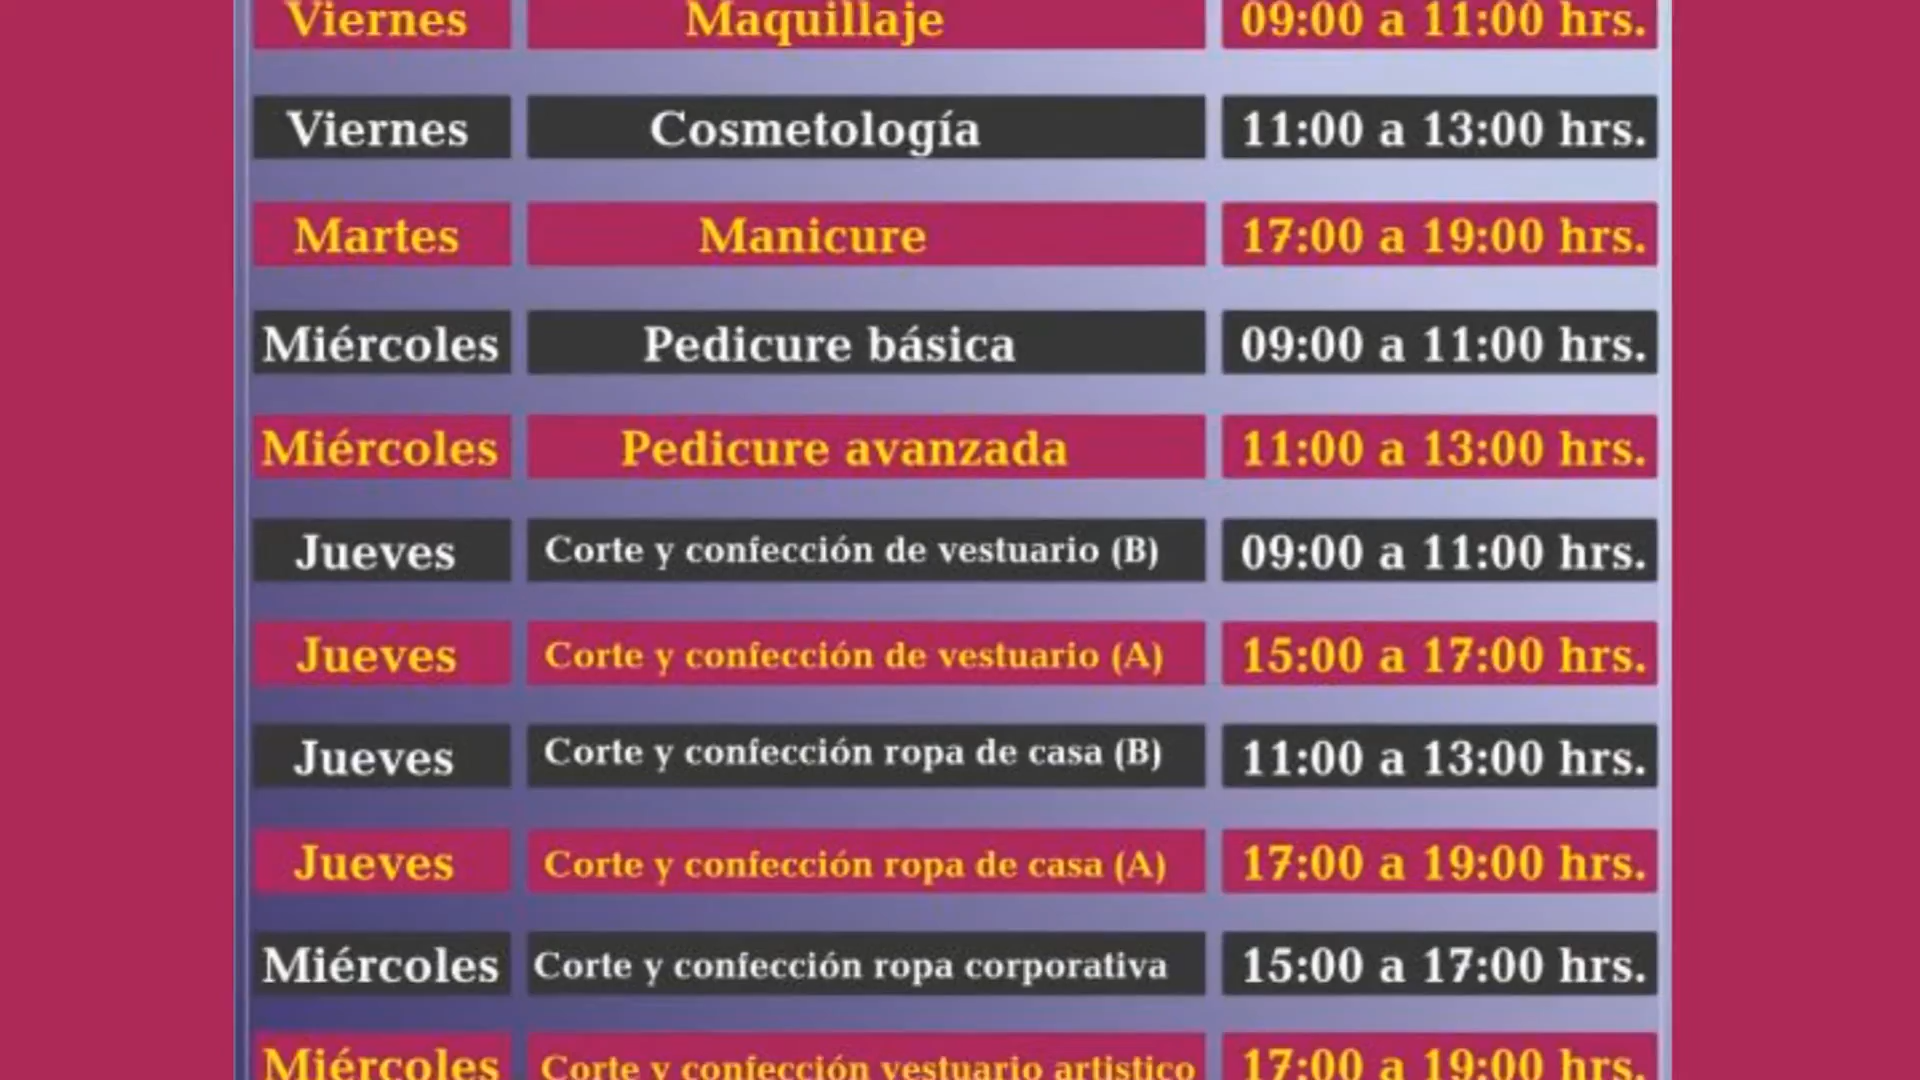 Viernes Maquillaje 09:00 a 11:00 hrs.
Viernes Cosmetología 11:00 a 13:00 hrs.
Martes Manicure 17:00 a 19:00 hrs.
Miércoles Pedicure básica 09:00 a 11:00 hrs.
Miércoles Pedicure avanzada 11:00 a 13:00 hrs.
Jueves Corte y confección de vestuario (B) 09:00 a 11:00 hrs.
Jueves Corte y confección de vestuario (A) 15:00 a 17:00 hrs.
Jueves Corte y confección ropa de casa (B) 11:00 a 13:00 hrs.
Jueves Corte y confección ropa de casa (A) 17:00 a 19:00 hrs.
Miércoles Corte y confección ropa corporativa 15:00 a 17:00 hrs.
Miércoles Corte y confección vestuario artistico 17:00 a 19:00 hrs.